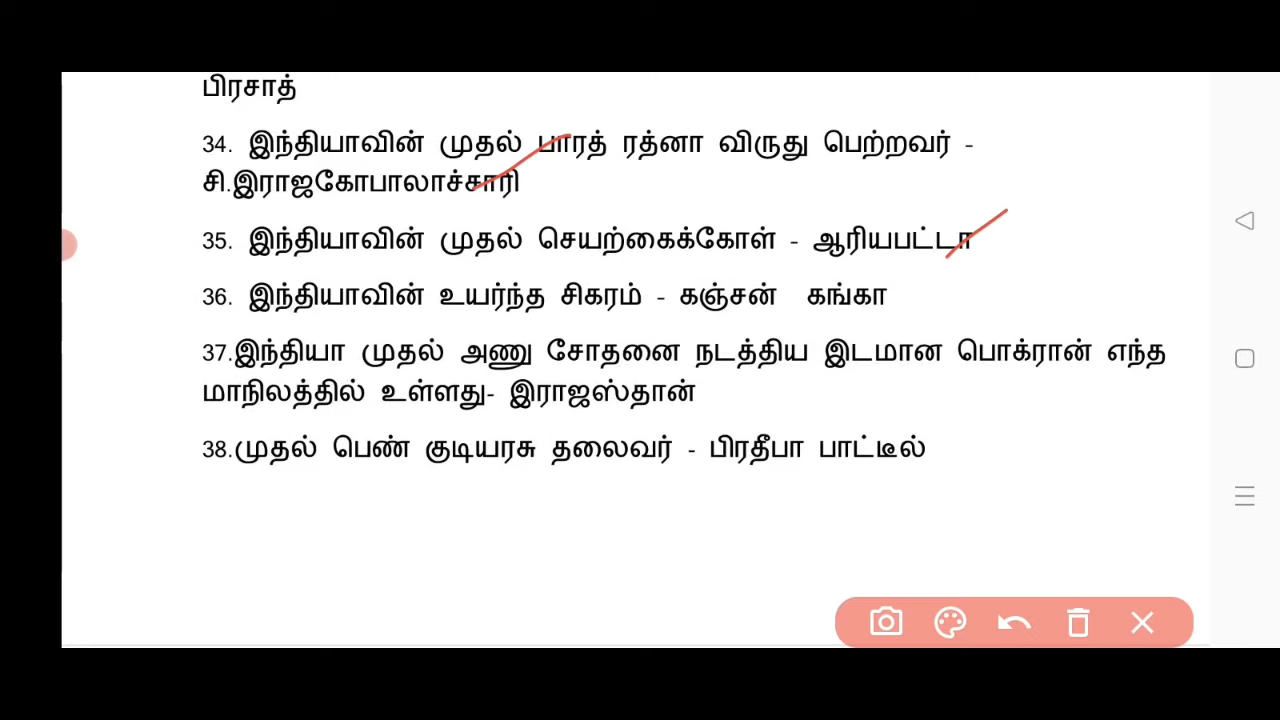 பிரசாத்
34. இந்தியாவின் முதல் பாரத் ரத்னா விருது பெற்றவர் -
சி.இராஜகோபாலாச்சாரி
35. இந்தியாவின் முதல் செயற்கைக்கோள் - ஆரியபட்டா
36. இந்தியாவின் உயர்ந்த சிகரம் - கஞ்சன் கங்கா
37.இந்தியா முதல் அணு சோதனை நடத்திய இடமான பொக்ரான் எந்த
மாநிலத்தில் உள்ளது- இராஜஸ்தான்
38.முதல் பெண் குடியரசு தலைவர் - பிரதீபா பாட்டீல்